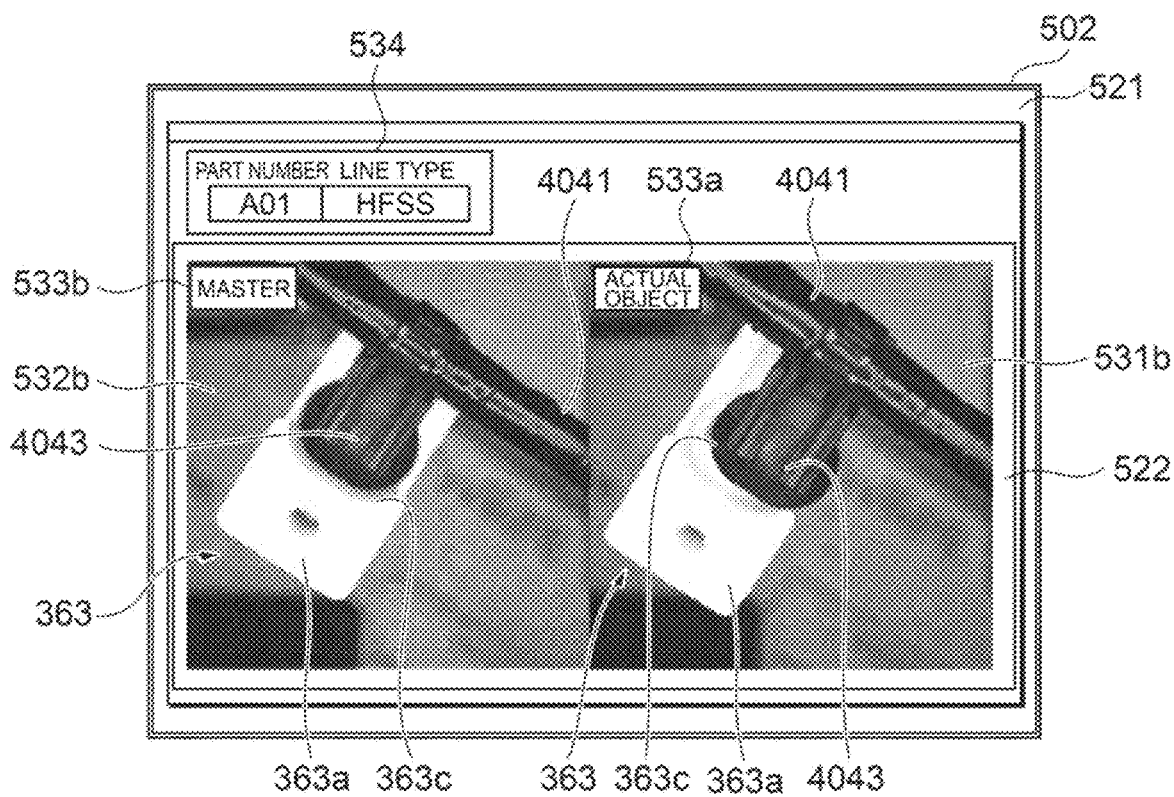 534
502
521
PART NUMBER LINE TYPE
A01 HFSS
4041 533a 4041
533b
MASTER
ACTUAL
OBJECT
532b
531b
4043
522
363
363a 363c 363 363c 363a 4043